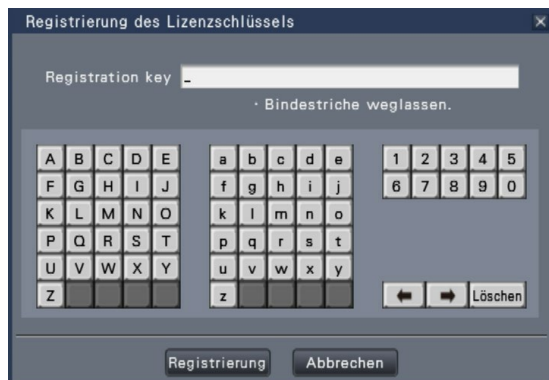 Registrierung des Lizenzschlüssels
Registration key _
· Bindestriche weglassen.
A B C D E a b c d e 1 2 3 4 5
F G H I J f g h i j 6 7 8 9 0
K L M N O k l m n o
P Q R S T p q r s t
U V W X Y u v w x y
Z z ← → Löschen
Registrierung Abbrechen